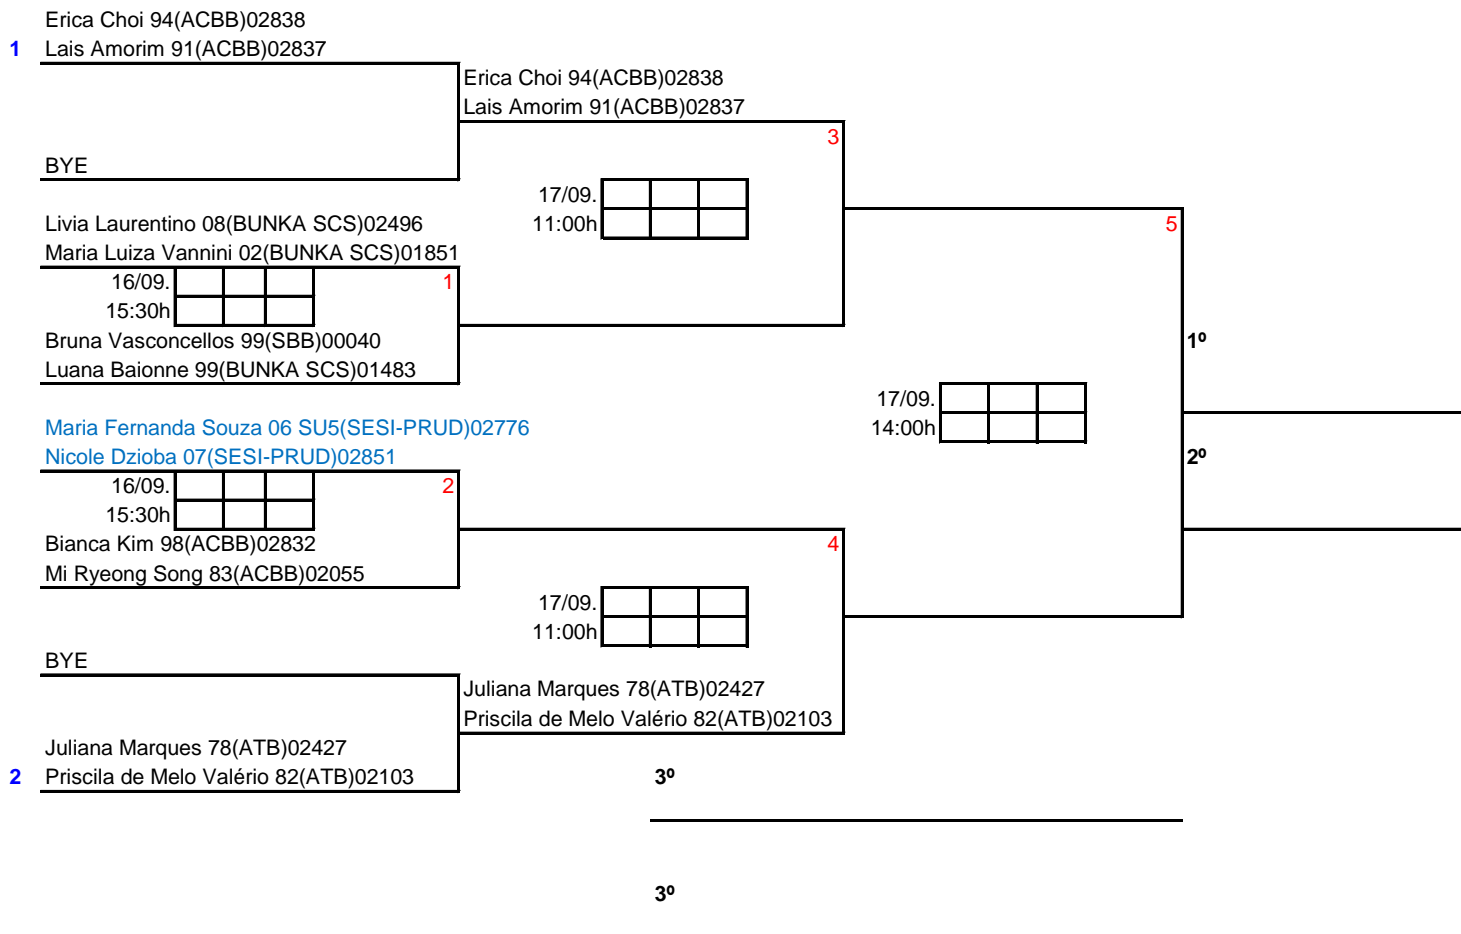 Erica Choi 94(ACBB)02838
1 Lais Amorim 91(ACBB)02837
Erica Choi 94(ACBB)02838
Lais Amorim 91(ACBB)02837
3
BYE
17/09.
11:00h
Livia Laurentino 08(BUNKA SCS)02496
Maria Luiza Vannini 02(BUNKA SCS)01851
5
16/09.
1
15:30h
Bruna Vasconcellos 99(SBB)00040
Luana Baionne 99(BUNKA SCS)01483
1º
17/09.
14:00h
Maria Fernanda Souza 06 SU5(SESI-PRUD)02776
Nicole Dzioba 07(SESI-PRUD)02851
2º
16/09.
2
15:30h
Bianca Kim 98(ACBB)02832
Mi Ryeong Song 83(ACBB)02055
4
17/09.
11:00h
BYE
Juliana Marques 78(ATB)02427
Priscila de Melo Valério 82(ATB)02103
Juliana Marques 78(ATB)02427
2 Priscila de Melo Valério 82(ATB)02103
3º
3º